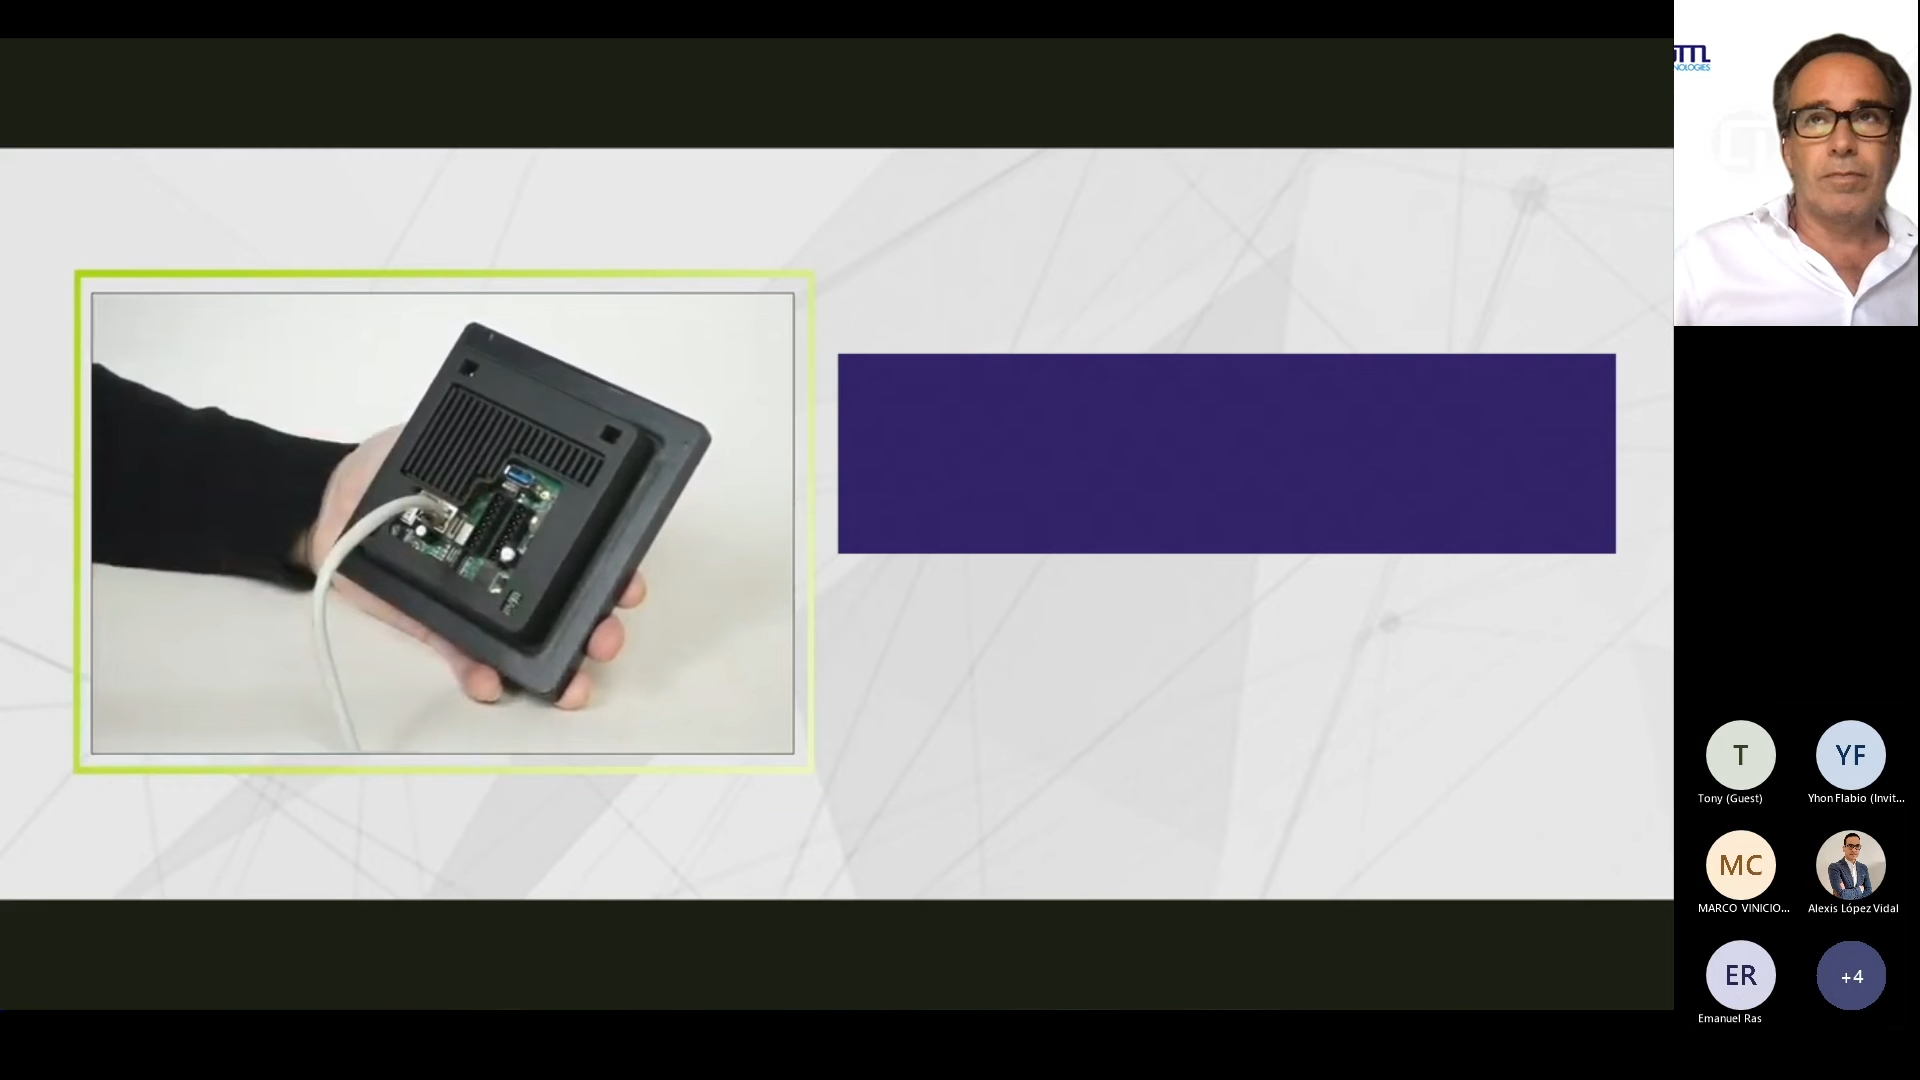 T
YF
Tony (Guest)
Yhon Flabio (Invit...
MC
MARCO VINICIO...
Alexis López Vidal
ER
+4
Emanuel Ras